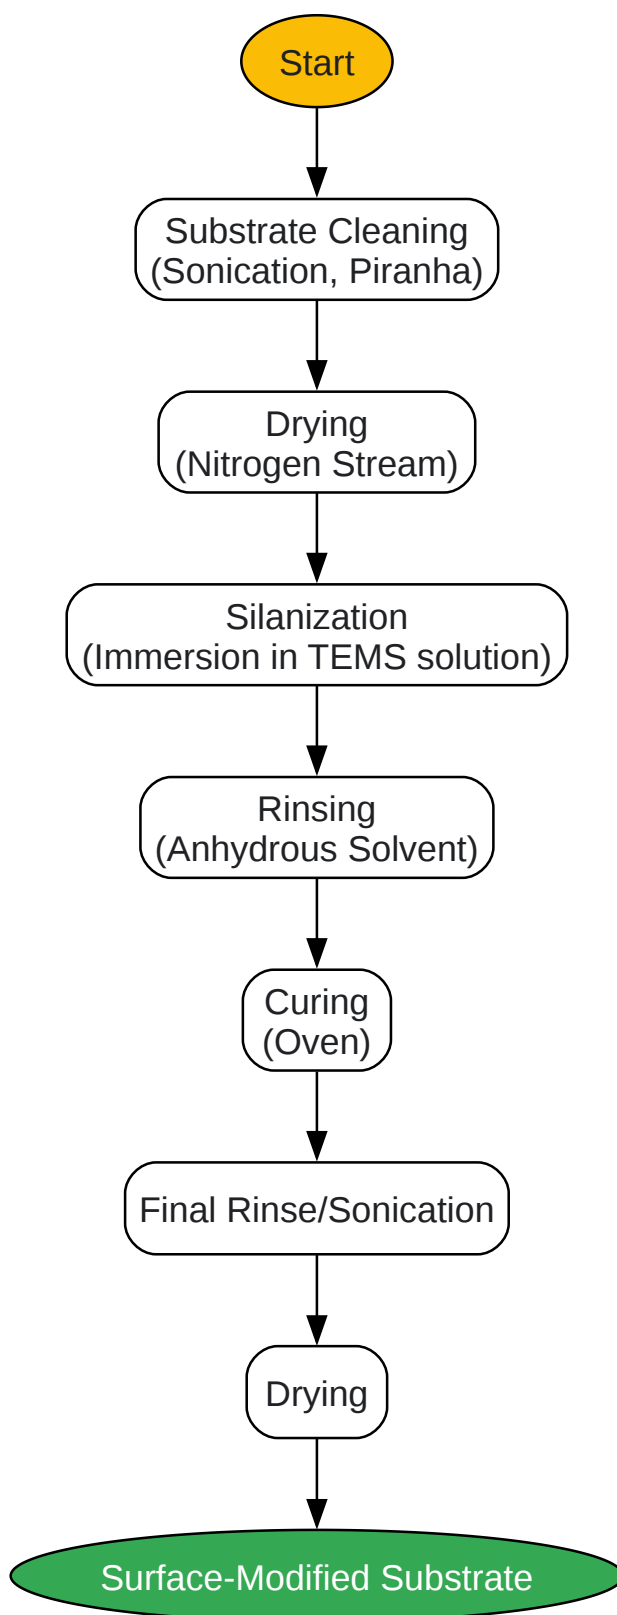 Start
Substrate Cleaning
(Sonication, Piranha)
Drying
(Nitrogen Stream)
Silanization
(Immersion in TEMS solution)
Rinsing
(Anhydrous Solvent)
Curing
(Oven)
Final Rinse/Sonication
Drying
Surface-Modified Substrate